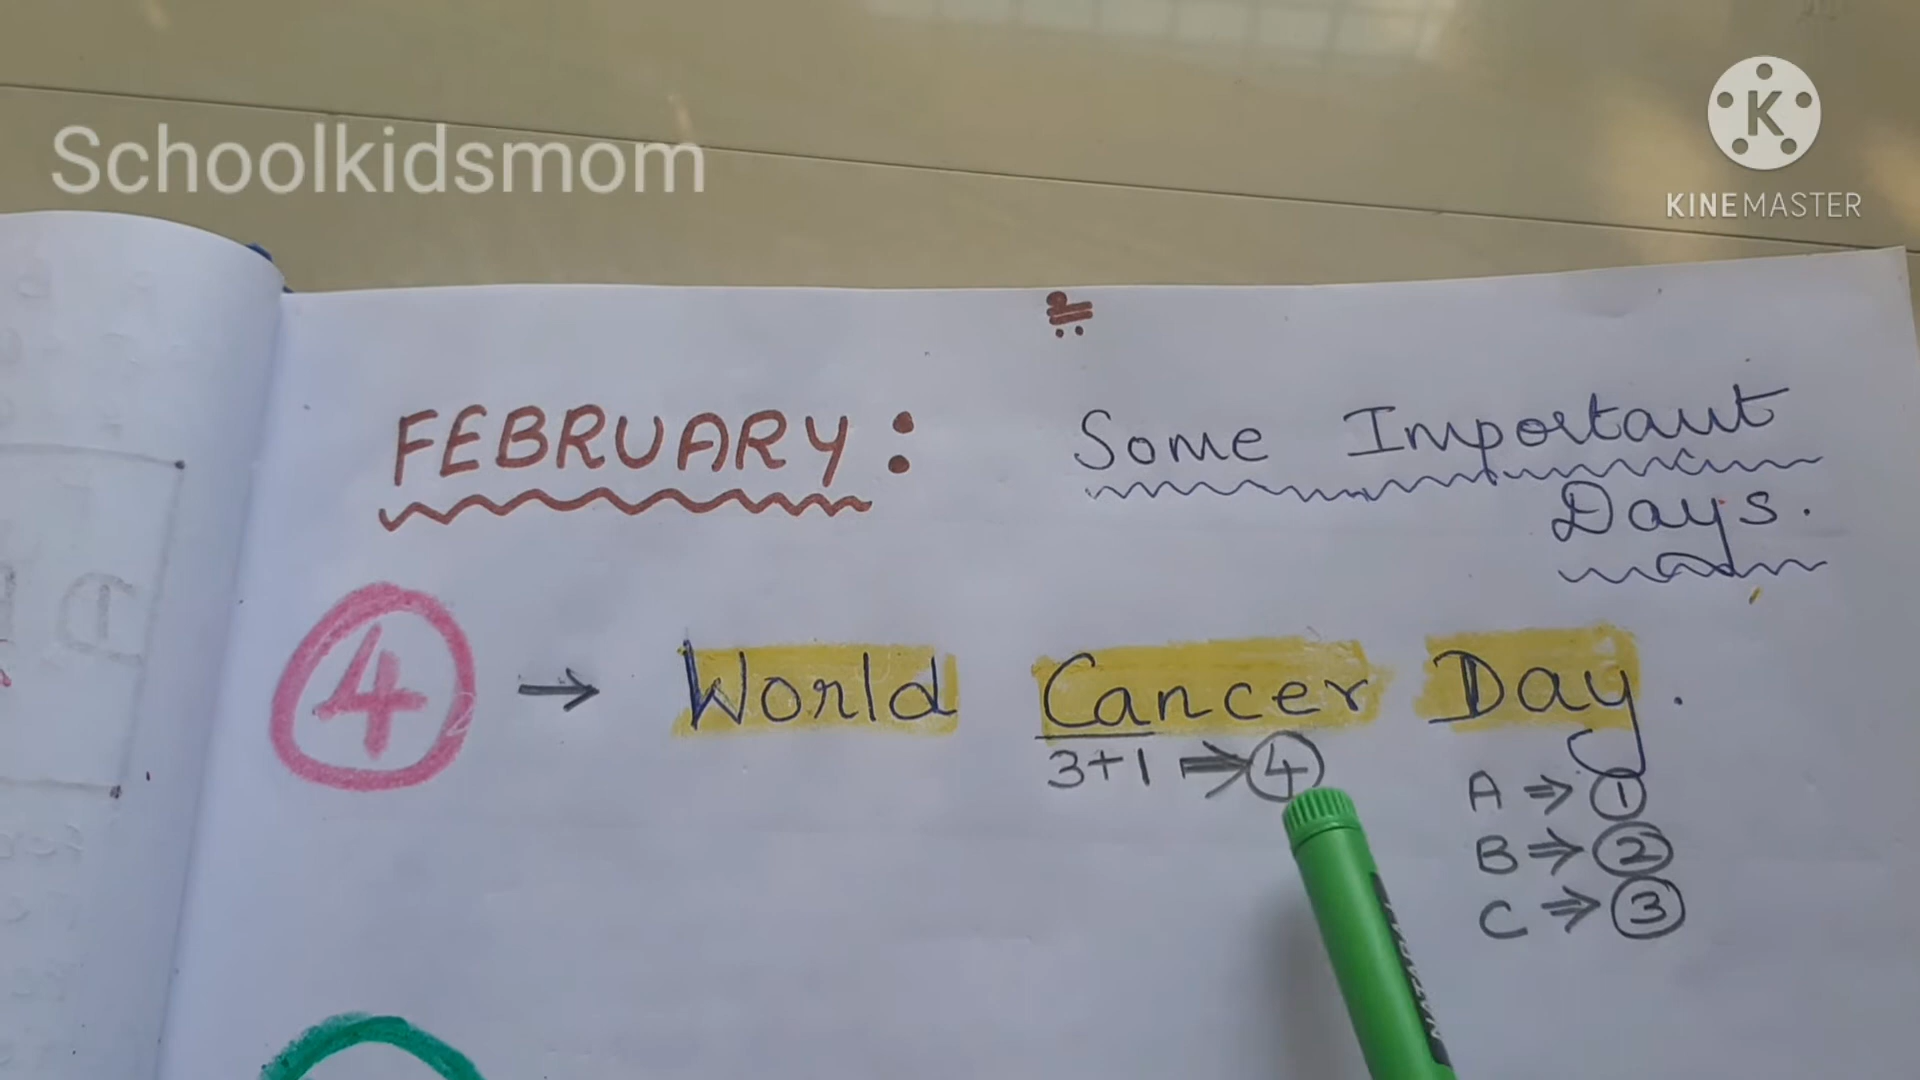 Schoolkidsmom
K
KINEMASTER
FEBRUARY : Some Important
Days.
4 → World Cancer Day.
3+1 ⇒ 4
A ⇒ 1
B ⇒ 2
C ⇒ 3